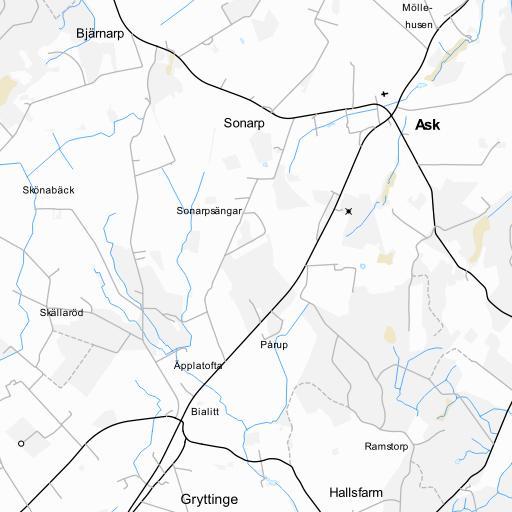 Mölle-
husen
Bjärnarp
Sonarp
Ask
Skönabäck
Sonarpsängar
Skällaröd
Pårup
Äpplatofta
Bialitt
Ramstorp
Gryttinge
Hallsfarm